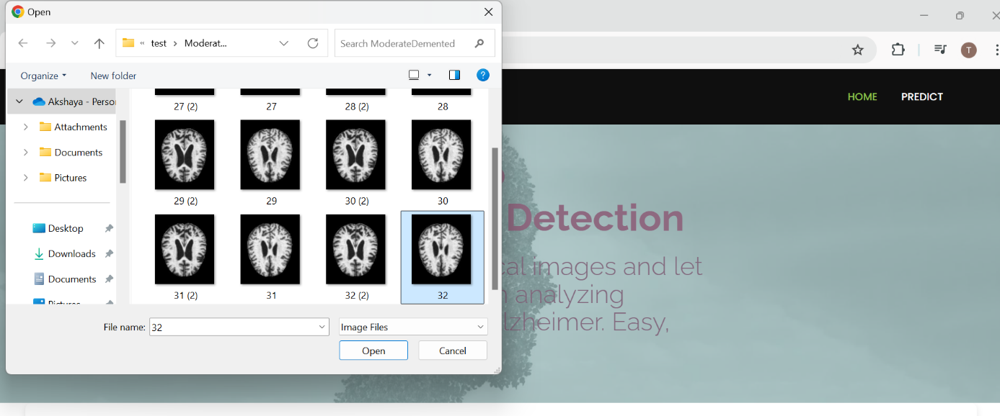 Open
« test > Moderat...
Search ModerateDemented
Organize
New folder
?
Akshaya - Perso
Attachments
Documents
Pictures
Desktop
Downloads
Documents
Pictures
27 (2)
27
28 (2)
28
29 (2)
29
30 (2)
30
31 (2)
31
32 (2)
32
File name:
32
Image Files
Open
Cancel
T
HOME
PREDICT
Detection
cal images and let
n analyzing
lzheimer. Easy,